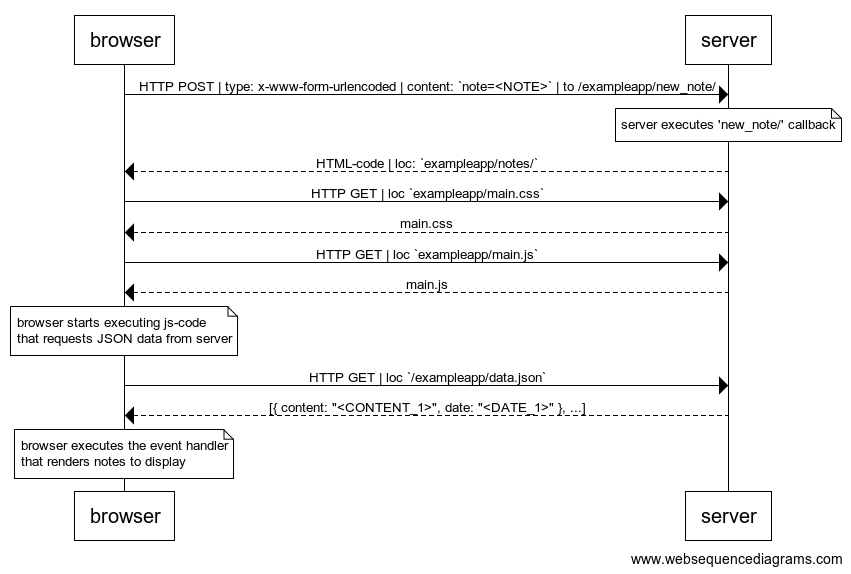 browser
server
HTTP POST | type: x-www-form-urlencoded | content: `note=<NOTE>` | to /exampleapp/new_note/
server executes 'new_note/' callback
HTML-code | loc: `exampleapp/notes/`
HTTP GET | loc `exampleapp/main.css`
main.css
HTTP GET | loc `exampleapp/main.js`
main.js
browser starts executing js-code
that requests JSON data from server
HTTP GET | loc `/exampleapp/data.json`
[{ content: "<CONTENT_1>", date: "<DATE_1>" }, ...]
browser executes the event handler
that renders notes to display
browser
server
www.websequencediagrams.com